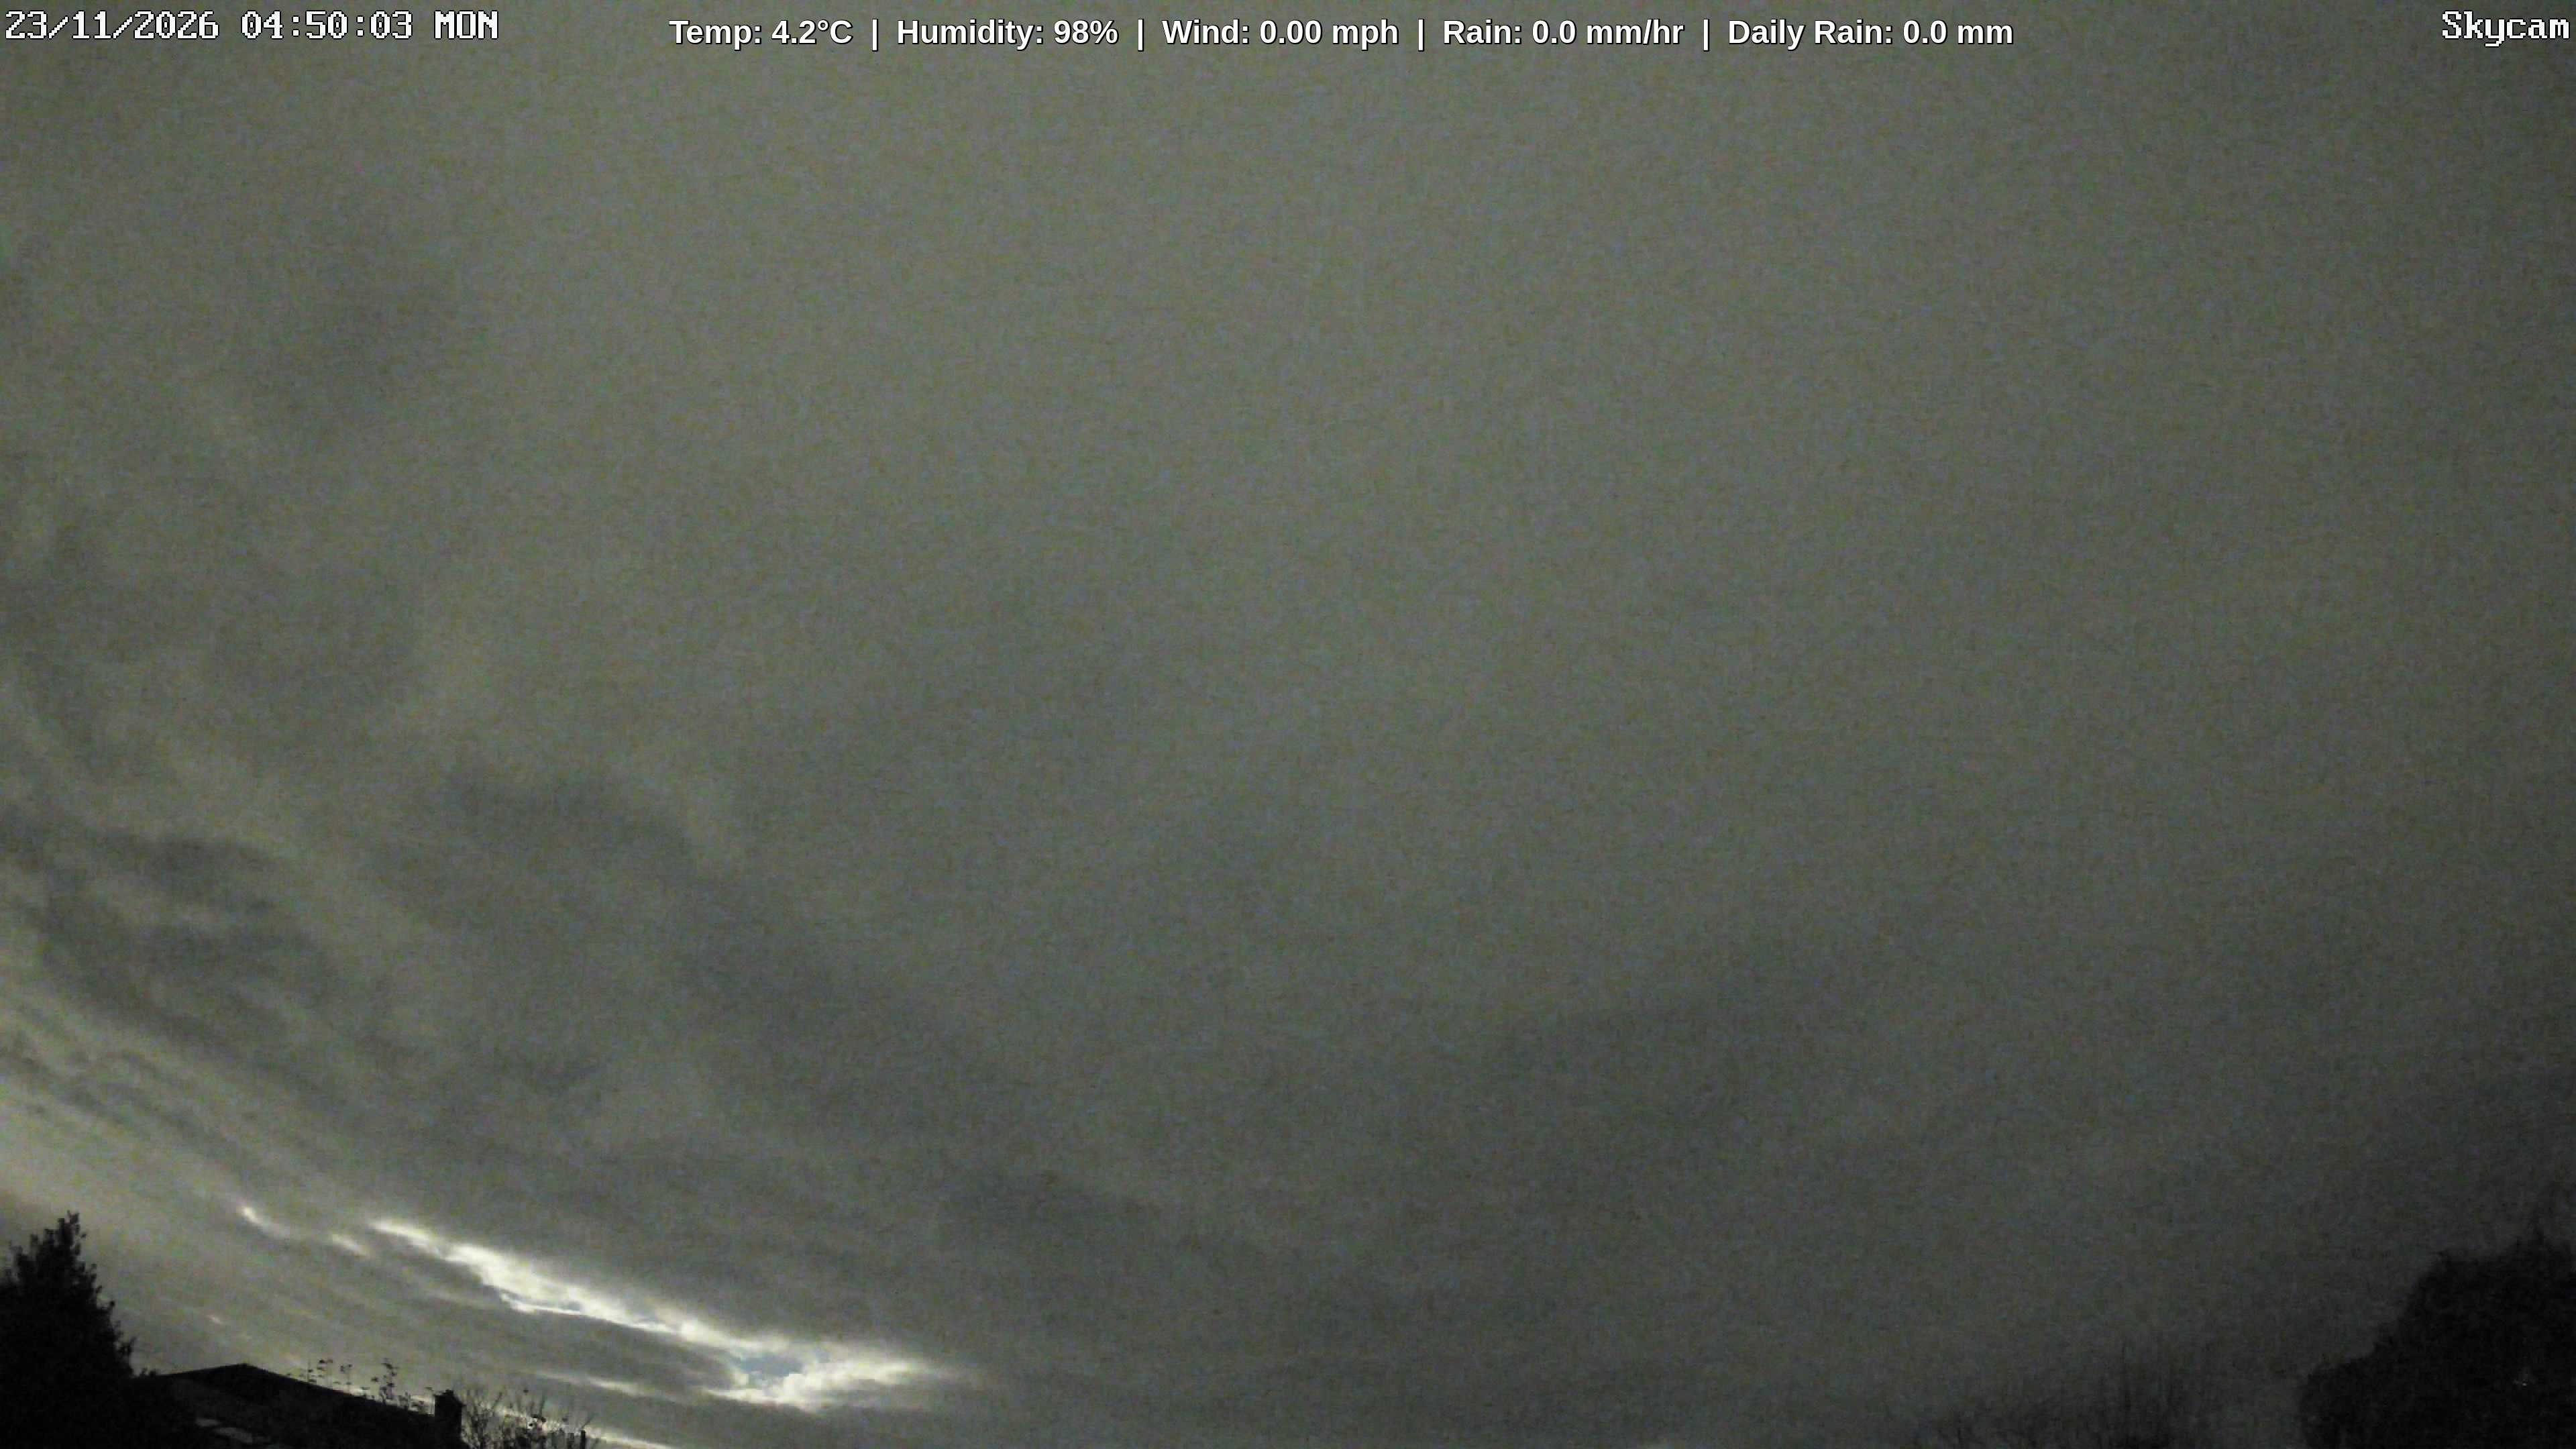 23/11/2026 04:50:03 MON
Temp: 4.2°C | Humidity: 98% | Wind: 0.00 mph | Rain: 0.0 mm/hr | Daily Rain: 0.0 mm
Skycam